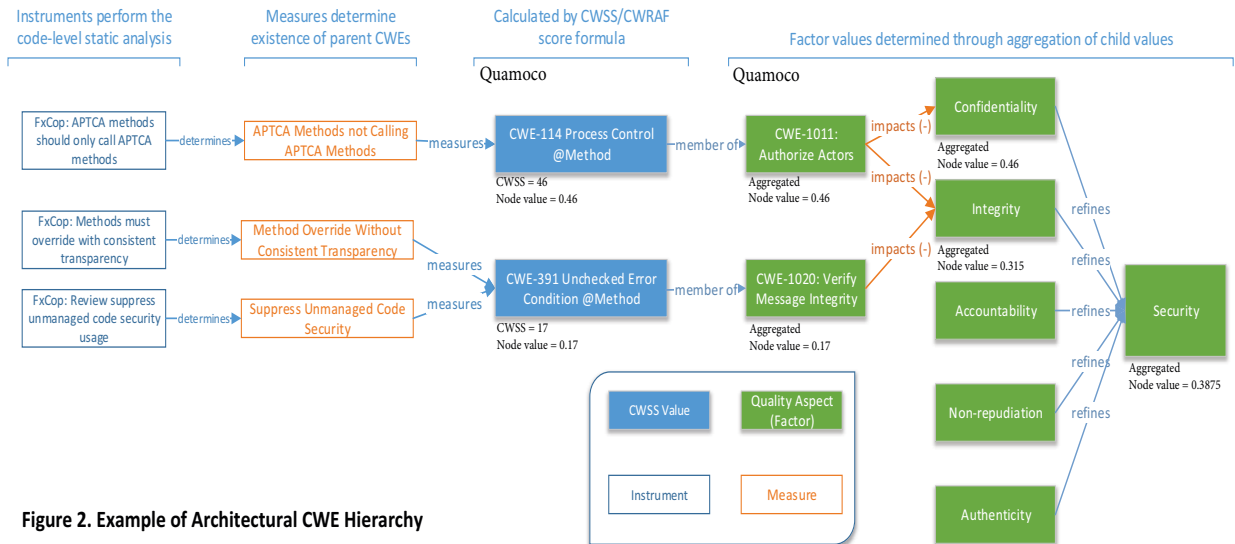 Instruments perform the
code-level static analysis
Measures determine
existence of parent CWEs
Calculated by CWSS/CWRAF
score formula
Factor values determined through aggregation of child values
Quamoco
Quamoco
FxCop: APTCA methods
should only call APTCA
methods
determines
APTCA Methods not Calling
APTCA Methods
measures
CWE-114 Process Control
@Method
CWSS = 46
Node value = 0.46
member of
CWE-1011:
Authorize Actors
Aggregated
Node value = 0.46
impacts (-)
Confidentiality
Aggregated
Node value = 0.46
impacts (-)
Integrity
Aggregated
Node value = 0.315
refines
FxCop: Methods must
override with consistent
transparency
determines
Method Override Without
Consistent Transparency
measures
impacts (-)
refines
FxCop: Review suppress
unmanaged code security
usage
determines
Suppress Unmanaged Code
Security
measures
CWE-391 Unchecked Error
Condition @Method
CWSS = 17
Node value = 0.17
member of
CWE-1020: Verify
Message Integrity
Aggregated
Node value = 0.17
Accountability
refines
Security
Aggregated
Node value = 0.3875
refines
Non-repudiation
refines
Authenticity
CWSS Value
Quality Aspect
(Factor)
Instrument
Measure
Figure 2. Example of Architectural CWE Hierarchy